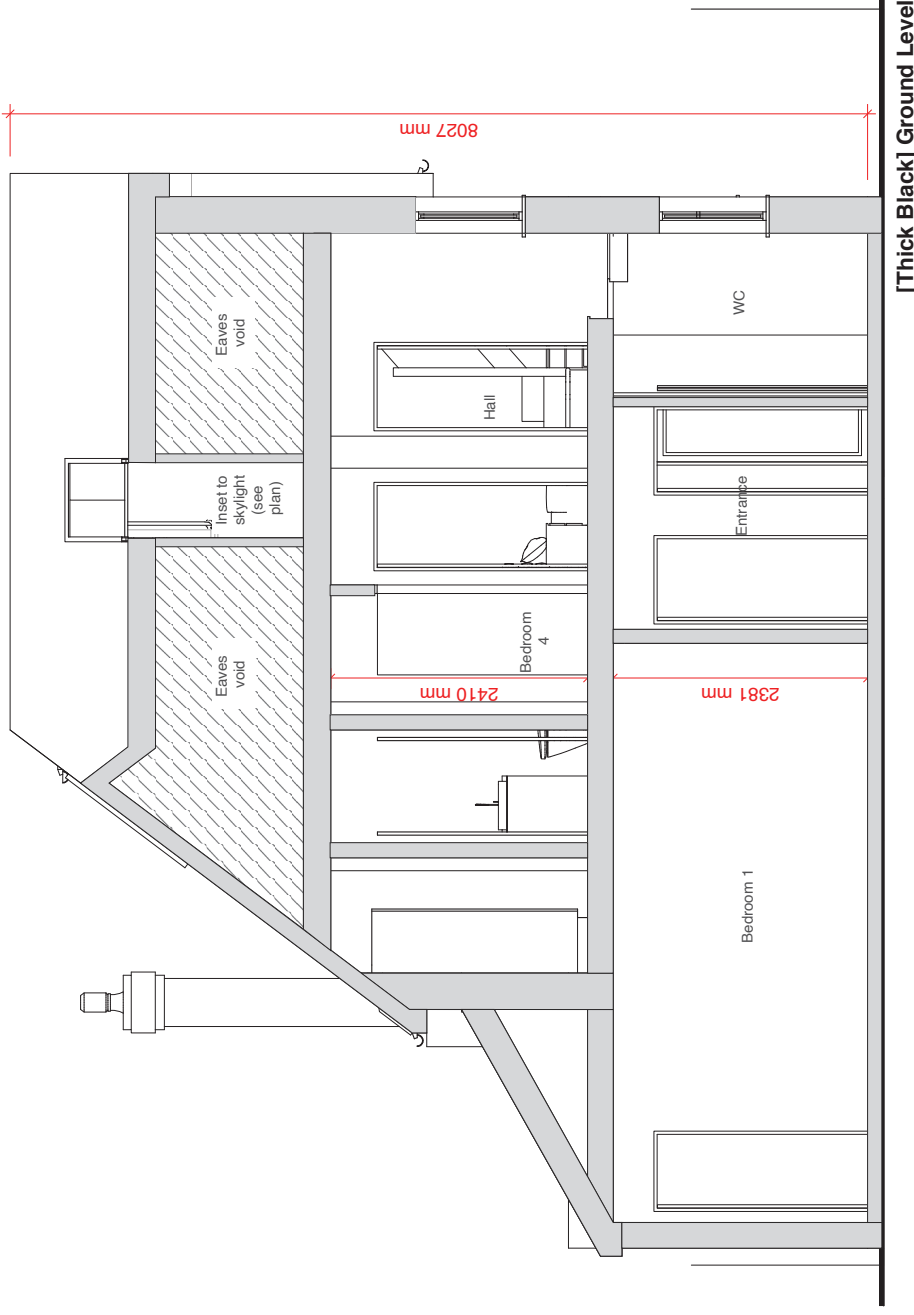 8027 mm
Eaves
void
Inset to
skylight
(see
plan)
Eaves
void
Hall
Bedroom
4
2410 mm
WC
Entrance
2381 mm
Bedroom 1
[Thick Black] Ground Level